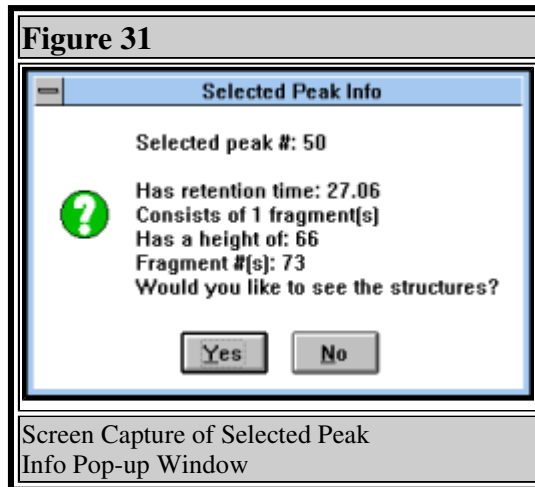 Figure 31
Selected Peak Info
Selected peak #: 50
Has retention time: 27.06
Consists of 1 fragment(s)
Has a height of: 66
Fragment #(s): 73
Would you like to see the structures?
Yes
No
Screen Capture of Selected Peak
Info Pop-up Window